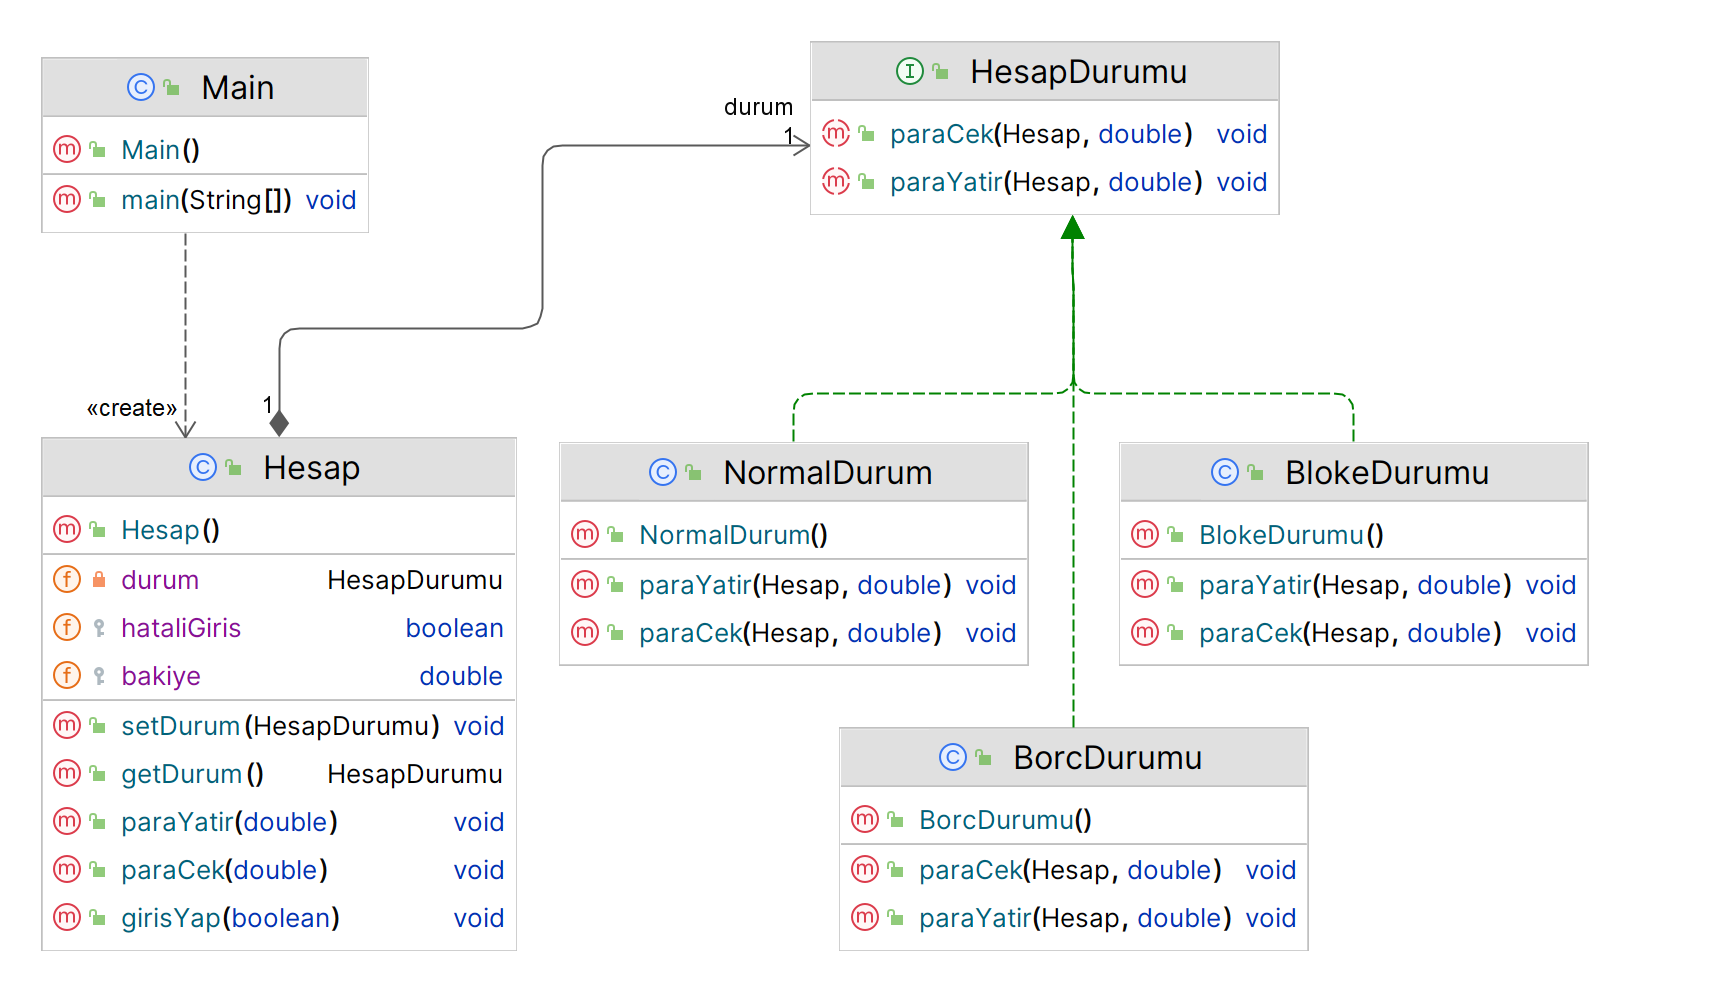 Main
Main()
main(String[]) void
durum
1
HesapDurumu
paraCek(Hesap, double) void
paraYatir(Hesap, double) void
«create»
1
Hesap
Hesap()
durum HesapDurumu
hataliGiris boolean
bakiye double
setDurum(HesapDurumu) void
getDurum() HesapDurumu
paraYatir(double) void
paraCek(double) void
girisYap(boolean) void
NormalDurum
NormalDurum()
paraYatir(Hesap, double) void
paraCek(Hesap, double) void
BlokeDurumu
BlokeDurumu()
paraYatir(Hesap, double) void
paraCek(Hesap, double) void
BorcDurumu
BorcDurumu()
paraCek(Hesap, double) void
paraYatir(Hesap, double) void